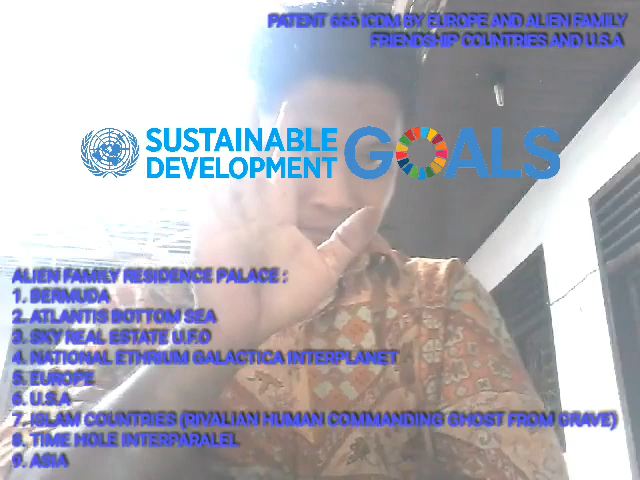 PATENT 666 ICDM BY EUROPE AND ALIEN FAMILY
FRIENDSHIP COUNTRIES AND U.S.A
SUSTAINABLE
DEVELOPMENT
GOALS
ALIEN FAMILY RESIDENCE PALACE :
1. BERMUDA
2. ATLANTIS BOTTOM SEA
3. SKY REAL ESTATE U.F.O
4. NATIONAL ETHRIUM GALACTICA INTERPLANET
5. EUROPE
6. U.S.A
7. ISLAM COUNTRIES (RIVALIAN HUMAN COMMANDING GHOST FROM GRAVE)
8. TIME HOLE INTERPARALEL
9. ASIA